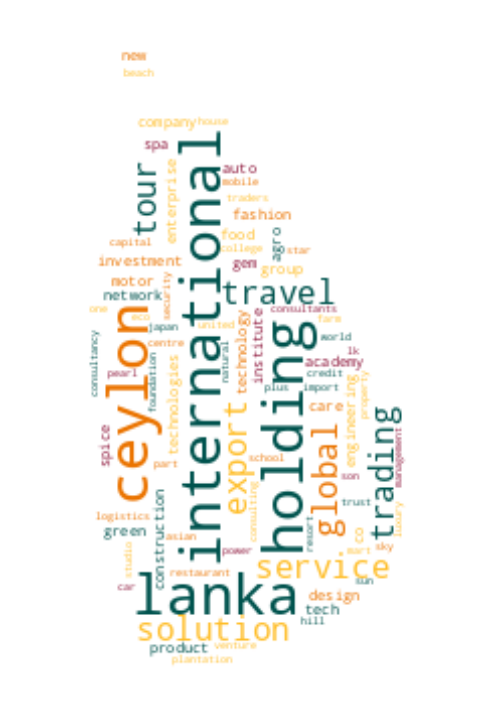 new
beach
company
house
spa
international
tour
enterprise
auto
mobile
traders
fashion
food
agro
capital
college
star
investment
gem
group
motor
security
travel
network
one
eco
japan
united
technology
institute
consultants
farm
ceylon
holding
world
consultancy
centre
natural
lk
academy
pearl
foundation
technologies
credit
plus
import
property
export
care
engineering
global
trading
spice
management
school
part
son
logistics
construction
consulting
trust
luxury
green
asian
resort
co
studio
power
mart
sky
restaurant
service
car
lanka
sun
design
tech
hill
solution
product
venture
plantation